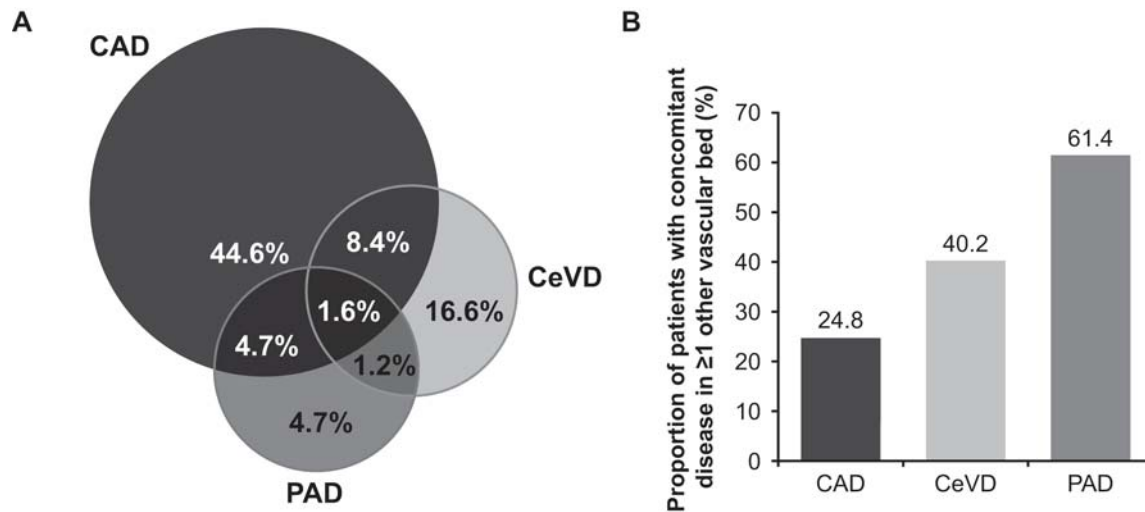 A
CAD
44.6%
8.4%
CeVD
1.6%
16.6%
4.7%
1.2%
4.7%
PAD
B
Proportion of patients with concomitant
disease in ≥1 other vascular bed (%)
70
60
50
40
30
20
10
0
24.8
40.2
61.4
CAD
CeVD
PAD